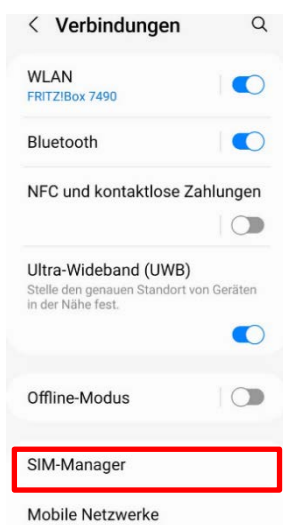 Verbindungen
WLAN
FRITZ!Box 7490
Bluetooth
NFC und kontaktlose Zahlungen
Ultra-Wideband (UWB)
Stelle den genauen Standort von Geräten
in der Nähe fest.
Offline-Modus
SIM-Manager
Mobile Netzwerke